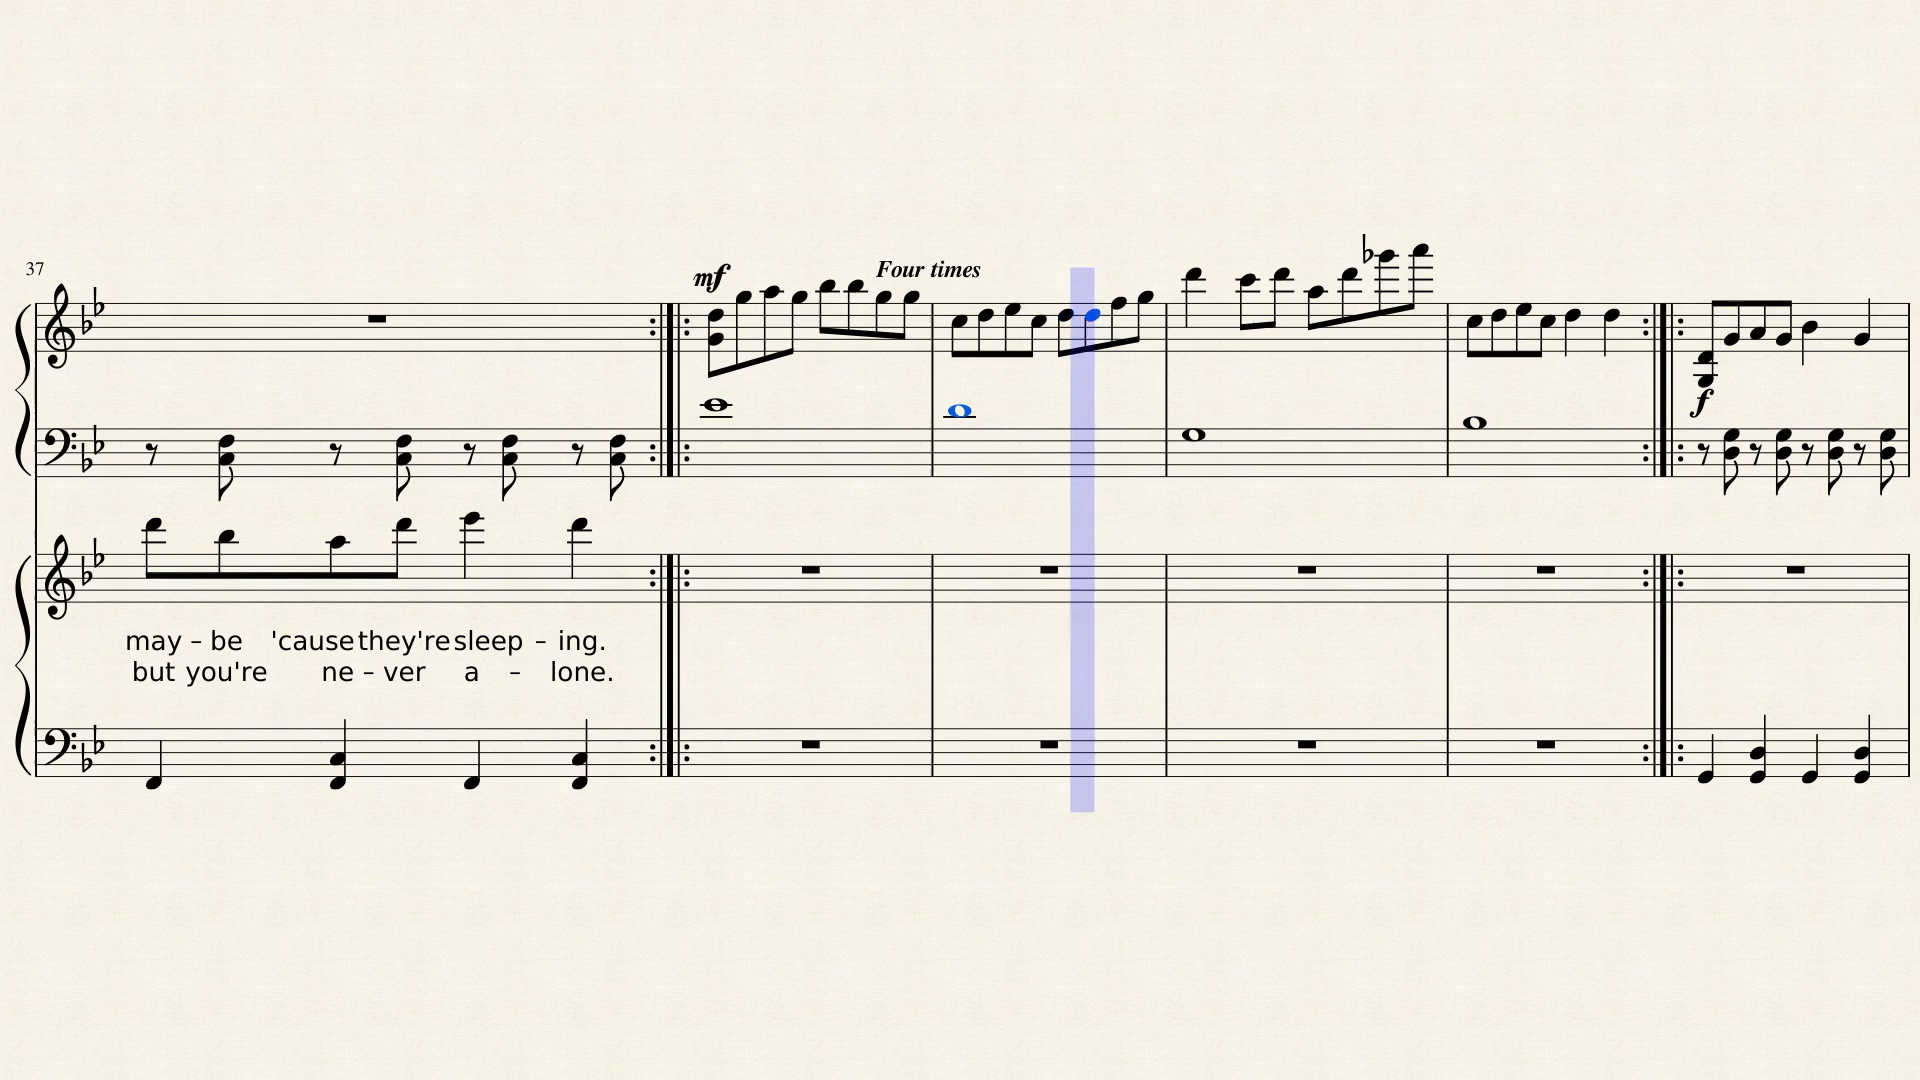 37
mf
Four times
f
may – be 'cause they're sleep – ing.
but you're ne – ver a – lone.